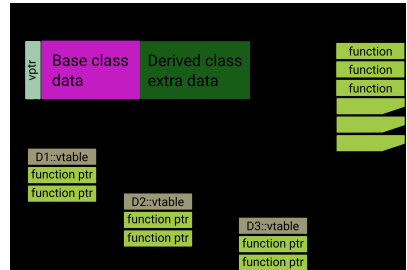 vptr
Base class
data
Derived class
extra data
function
function
function
D1::vtable
function ptr
function ptr
D2::vtable
function ptr
function ptr
D3::vtable
function ptr
function ptr